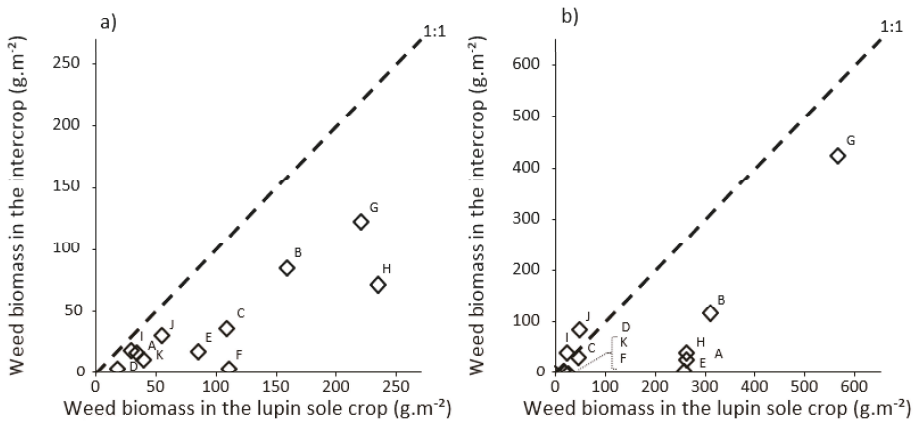 a)
1:1
Weed biomass in the intercrop (g.m-²)
250
200
150
100
50
0
G
B
H
C
J
I
A
E
K
F
D
0 50 100 150 200 250
Weed biomass in the lupin sole crop (g.m-²)
b)
1:1
Weed biomass in the intercrop (g.m-²)
600
500
400
300
200
100
0
G
B
J
D
I
K
H
C
A
F
E
0 100 200 300 400 500 600
Weed biomass in the lupin sole crop (g.m-²)